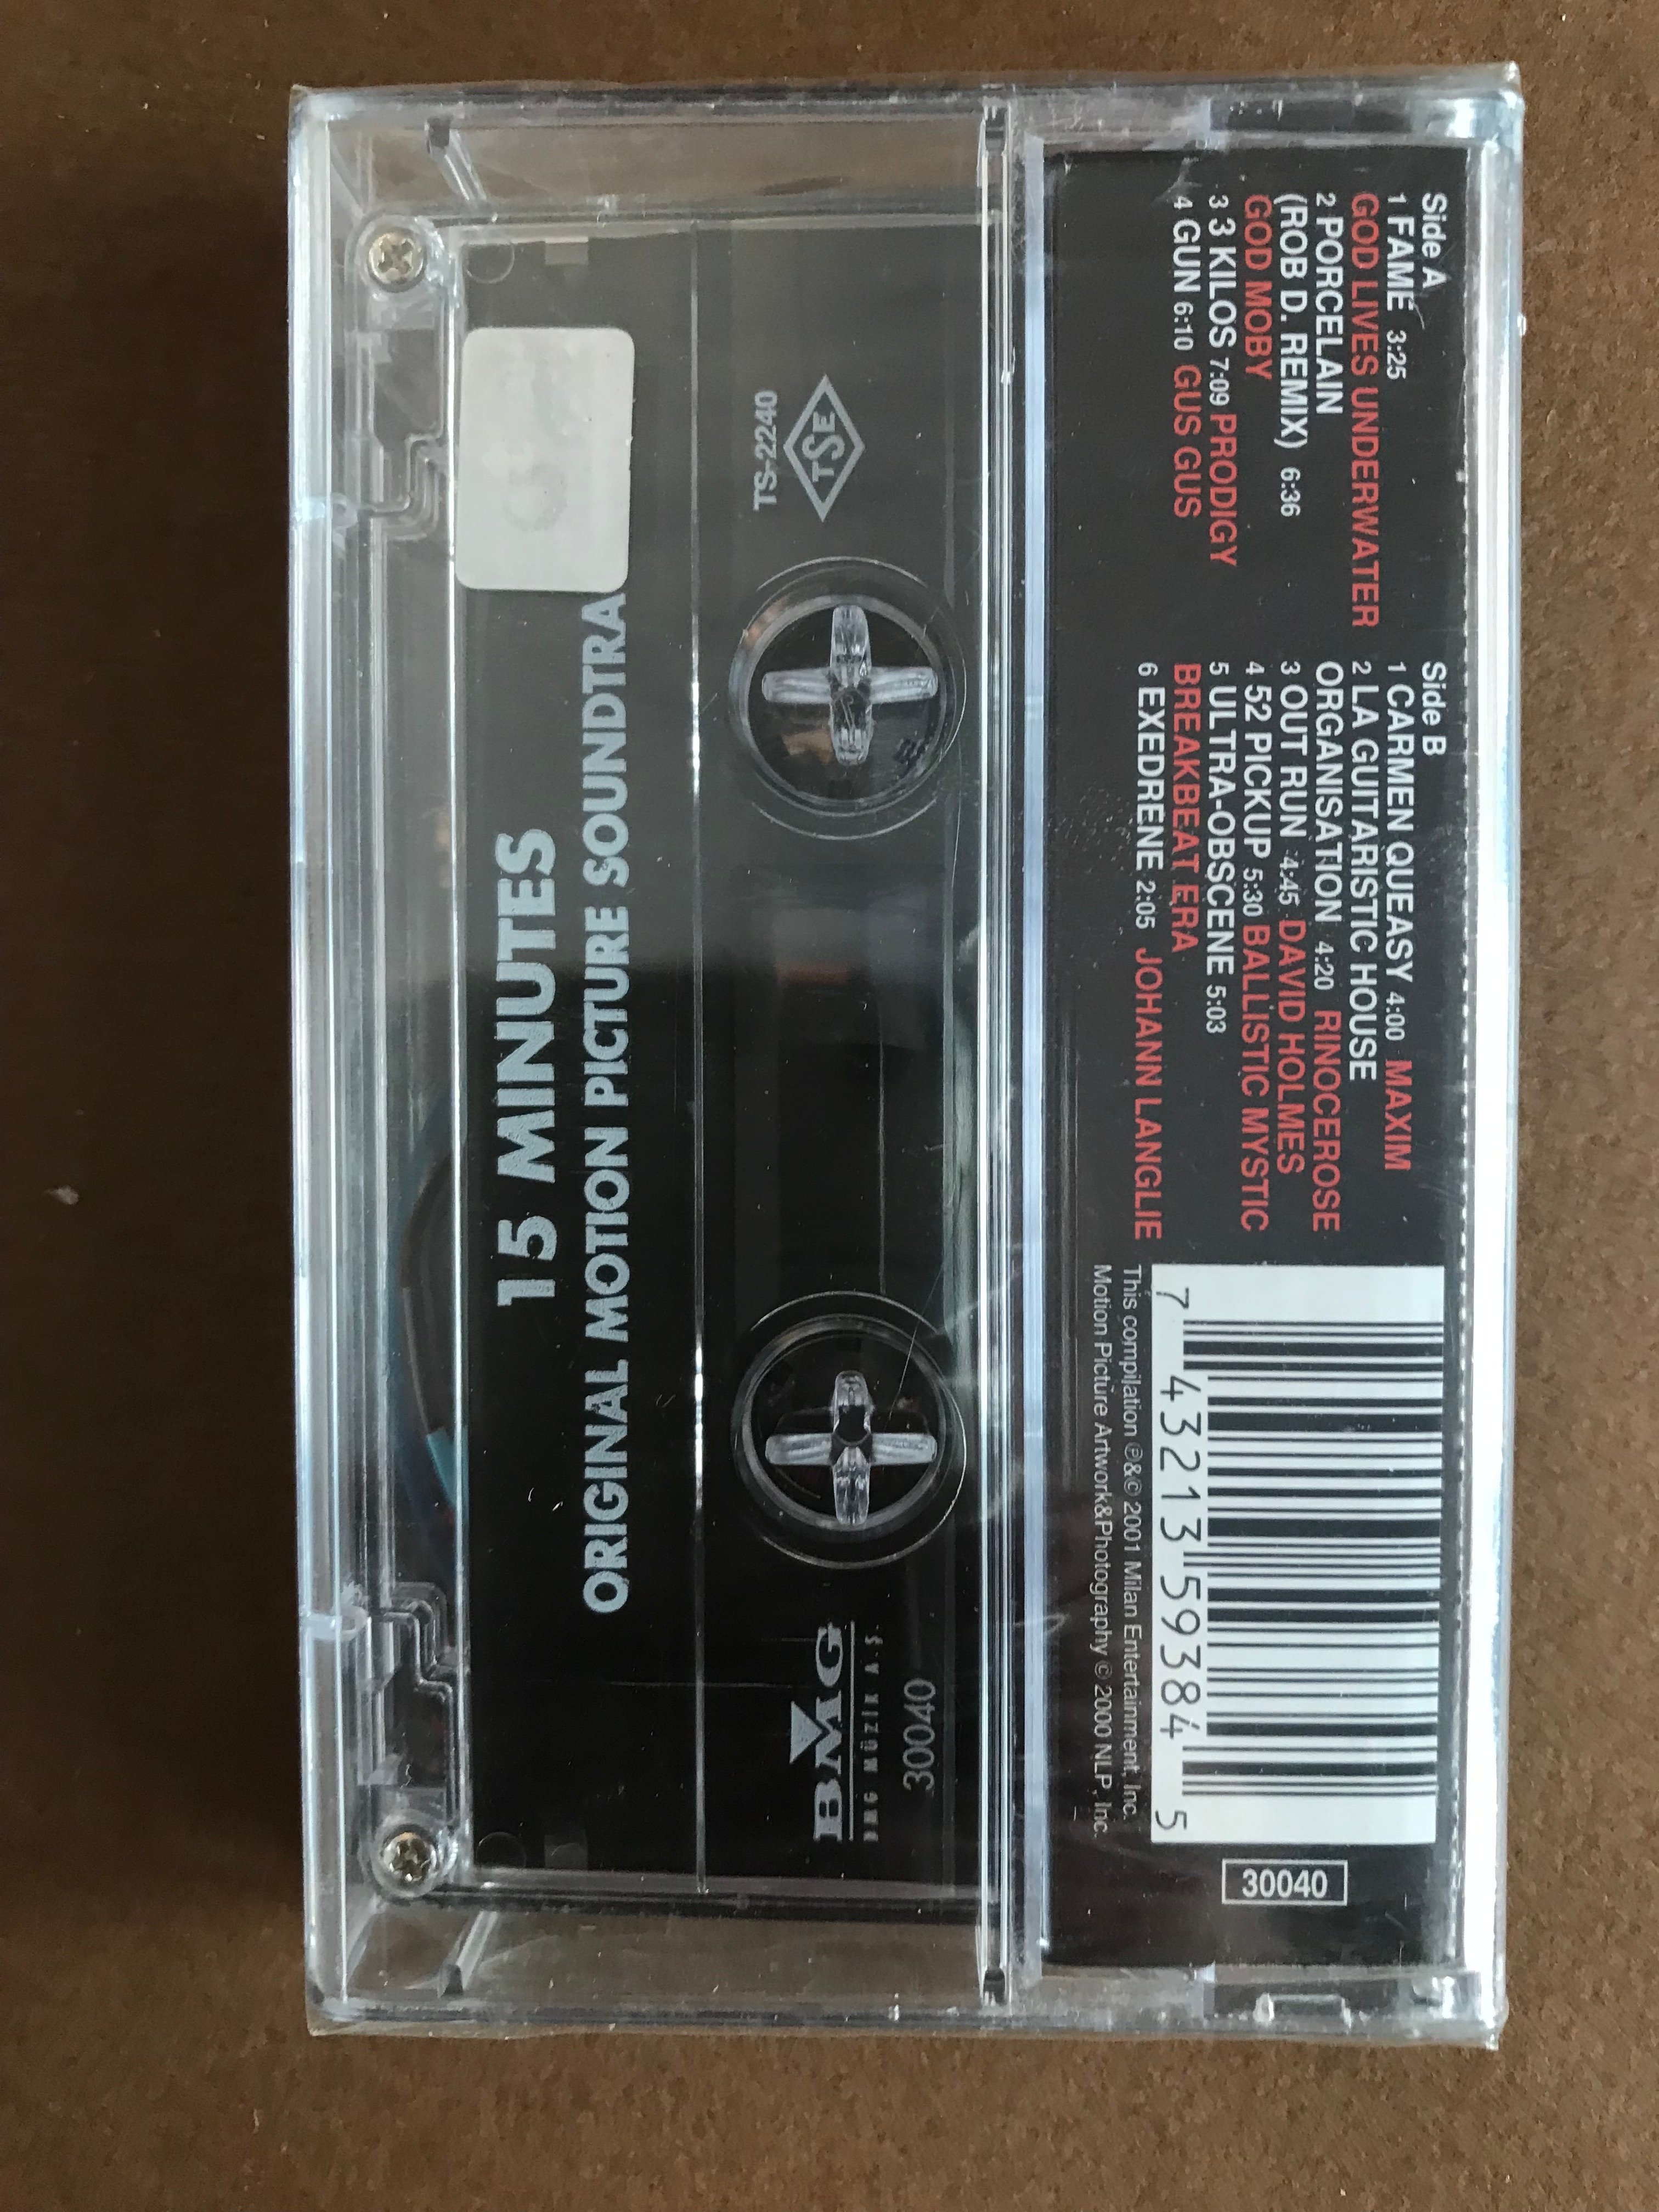 Side A
1 FAME 3:25
GOD LIVES UNDERWATER
2 PORCELAIN
(ROB D. REMIX) 6:36
GOD MOBY
3 3 KILOS 7:09 PRODIGY
4 GUN 6:10 GUS GUS
Side B
1 CARMEN QUEASY 4:00 MAXIM
2 LA GUITARISTIC HOUSE
ORGANISATION 4:20 RINOCEROSE
3 OUT RUN 4:45 DAVID HOLMES
4 52 PICKUP 5:30 BALLISTIC MYSTIC
5 ULTRA-OBSCENE 5:03
BREAKBEAT ERA
6 EXEDRENE 2:05 JOHANN LANGLIE
7 43213 59384 5
This compilation ℗&© 2001 Milan Entertainment, Inc.
Motion Picture Artwork&Photography © 2000 NLP, Inc.
30040
15 MINUTES
ORIGINAL MOTION PICTURE SOUNDTRA
TSE
TS-2240
BMG
BMG MÜZİK A.Ş.
30040